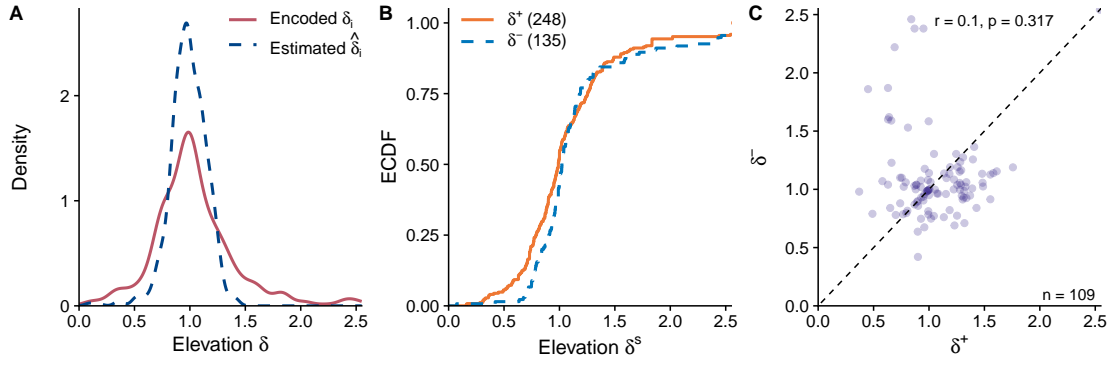 A
Encoded δᵢ
Estimated δ̂ᵢ
Density
0
1
2
0.0 0.5 1.0 1.5 2.0 2.5
Elevation δ
B
δ⁺ (248)
δ⁻ (135)
ECDF
1.00
0.75
0.50
0.25
0.00
0.0 0.5 1.0 1.5 2.0 2.5
Elevation δˢ
C
r = 0.1, p = 0.317
δ⁻
2.5
2.0
1.5
1.0
0.5
0.0
n = 109
0.0 0.5 1.0 1.5 2.0 2.5
δ⁺